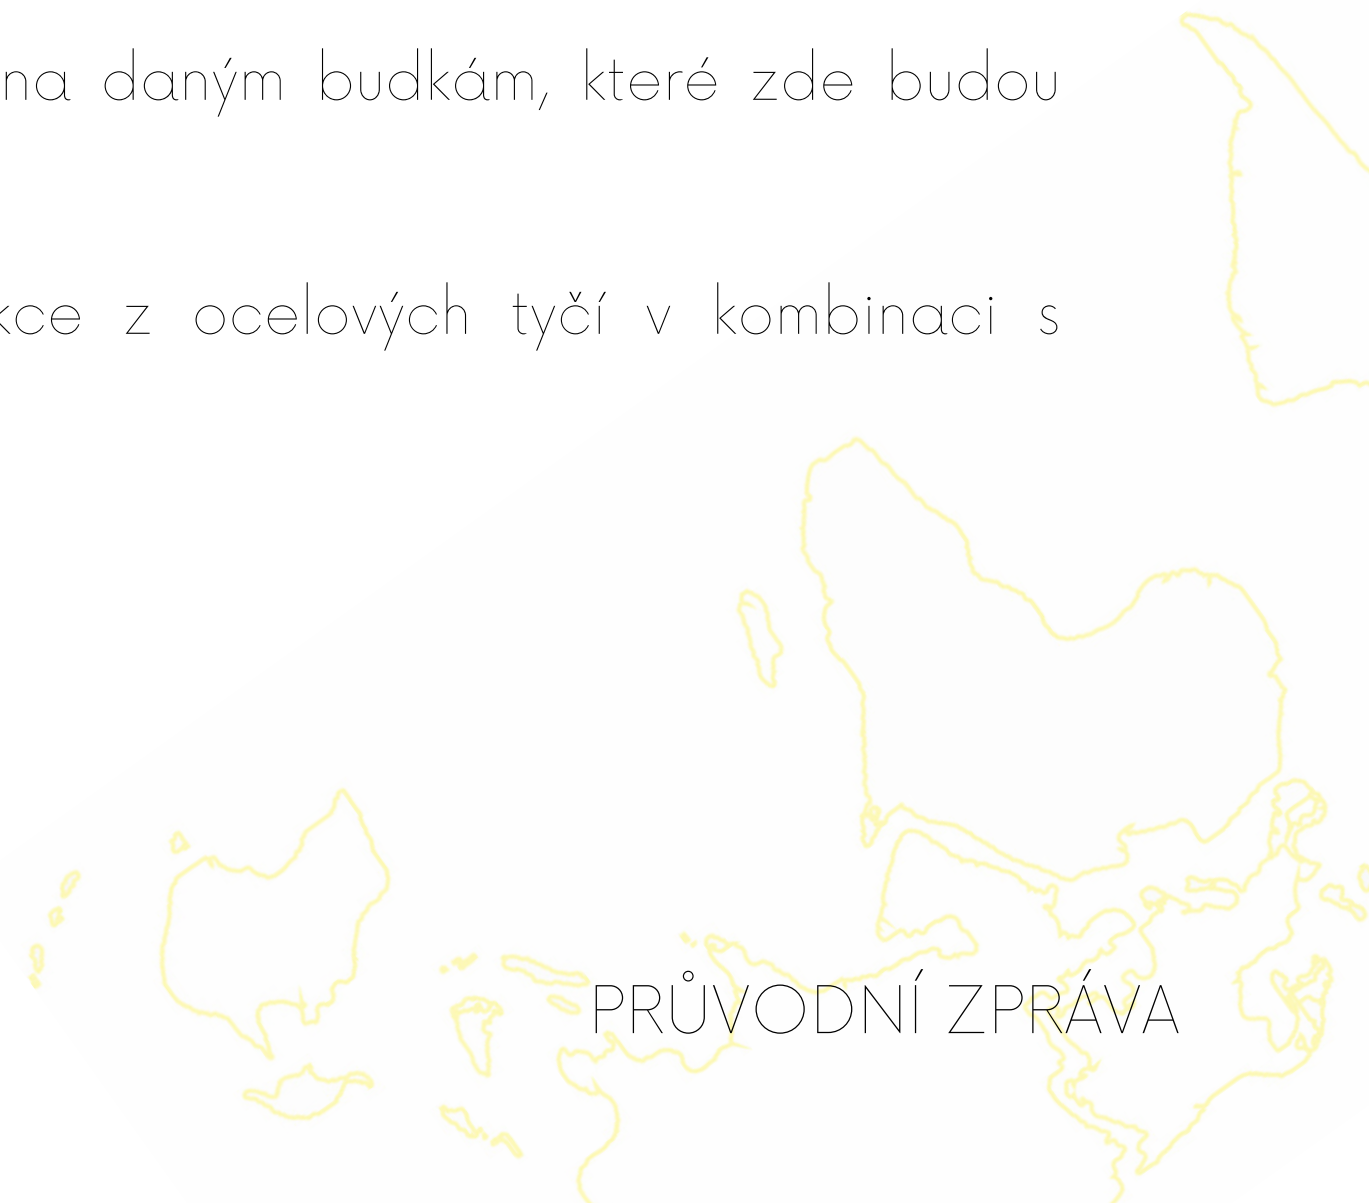 na daným budkám, které zde budou
kce z ocelových tyčí v kombinaci s
PRŮVODNÍ ZPRÁVA